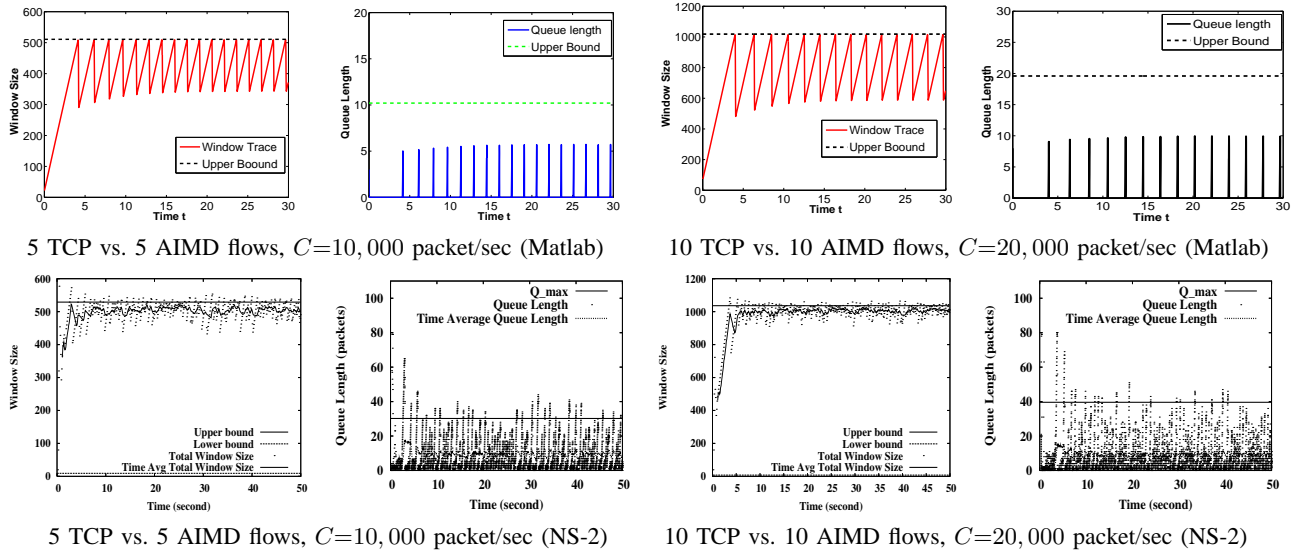 600
500
400
300
200
100
0
0 5 10 15 20 25 30
Window Size
Time t
Window Trace
Upper Boound
20
15
10
5
0
0 5 10 15 20 25 30
Queue Length
Time t
Queue length
Upper Bound
1200
1000
800
600
400
200
0
0 5 10 15 20 25 30
Window Size
Time t
Window Trace
Upper Boound
30
25
20
15
10
5
0
0 5 10 15 20 25 30
Queue Length
Time t
Queue length
Upper Bound
5 TCP vs. 5 AIMD flows, C=10,000 packet/sec (Matlab)
10 TCP vs. 10 AIMD flows, C=20,000 packet/sec (Matlab)
600
500
400
300
200
100
0
0 10 20 30 40 50
Window Size
Time (second)
Upper bound
Lower bound
Total Window Size
Time Avg Total Window Size
100
80
60
40
20
0
0 10 20 30 40 50
Queue Length (packets)
Time (second)
Q_max
Queue Length
Time Average Queue Length
1200
1000
800
600
400
200
0
0 5 10 15 20 25 30 35 40 45 50
Window Size
Time (second)
Upper bound
Lower bound
Total Window Size
Time Avg Total Window Size
100
80
60
40
20
0
0 10 20 30 40 50
Queue Length (packets)
Time (second)
Q_max
Queue Length
Time Average Queue Length
5 TCP vs. 5 AIMD flows, C=10,000 packet/sec (NS-2)
10 TCP vs. 10 AIMD flows, C=20,000 packet/sec (NS-2)